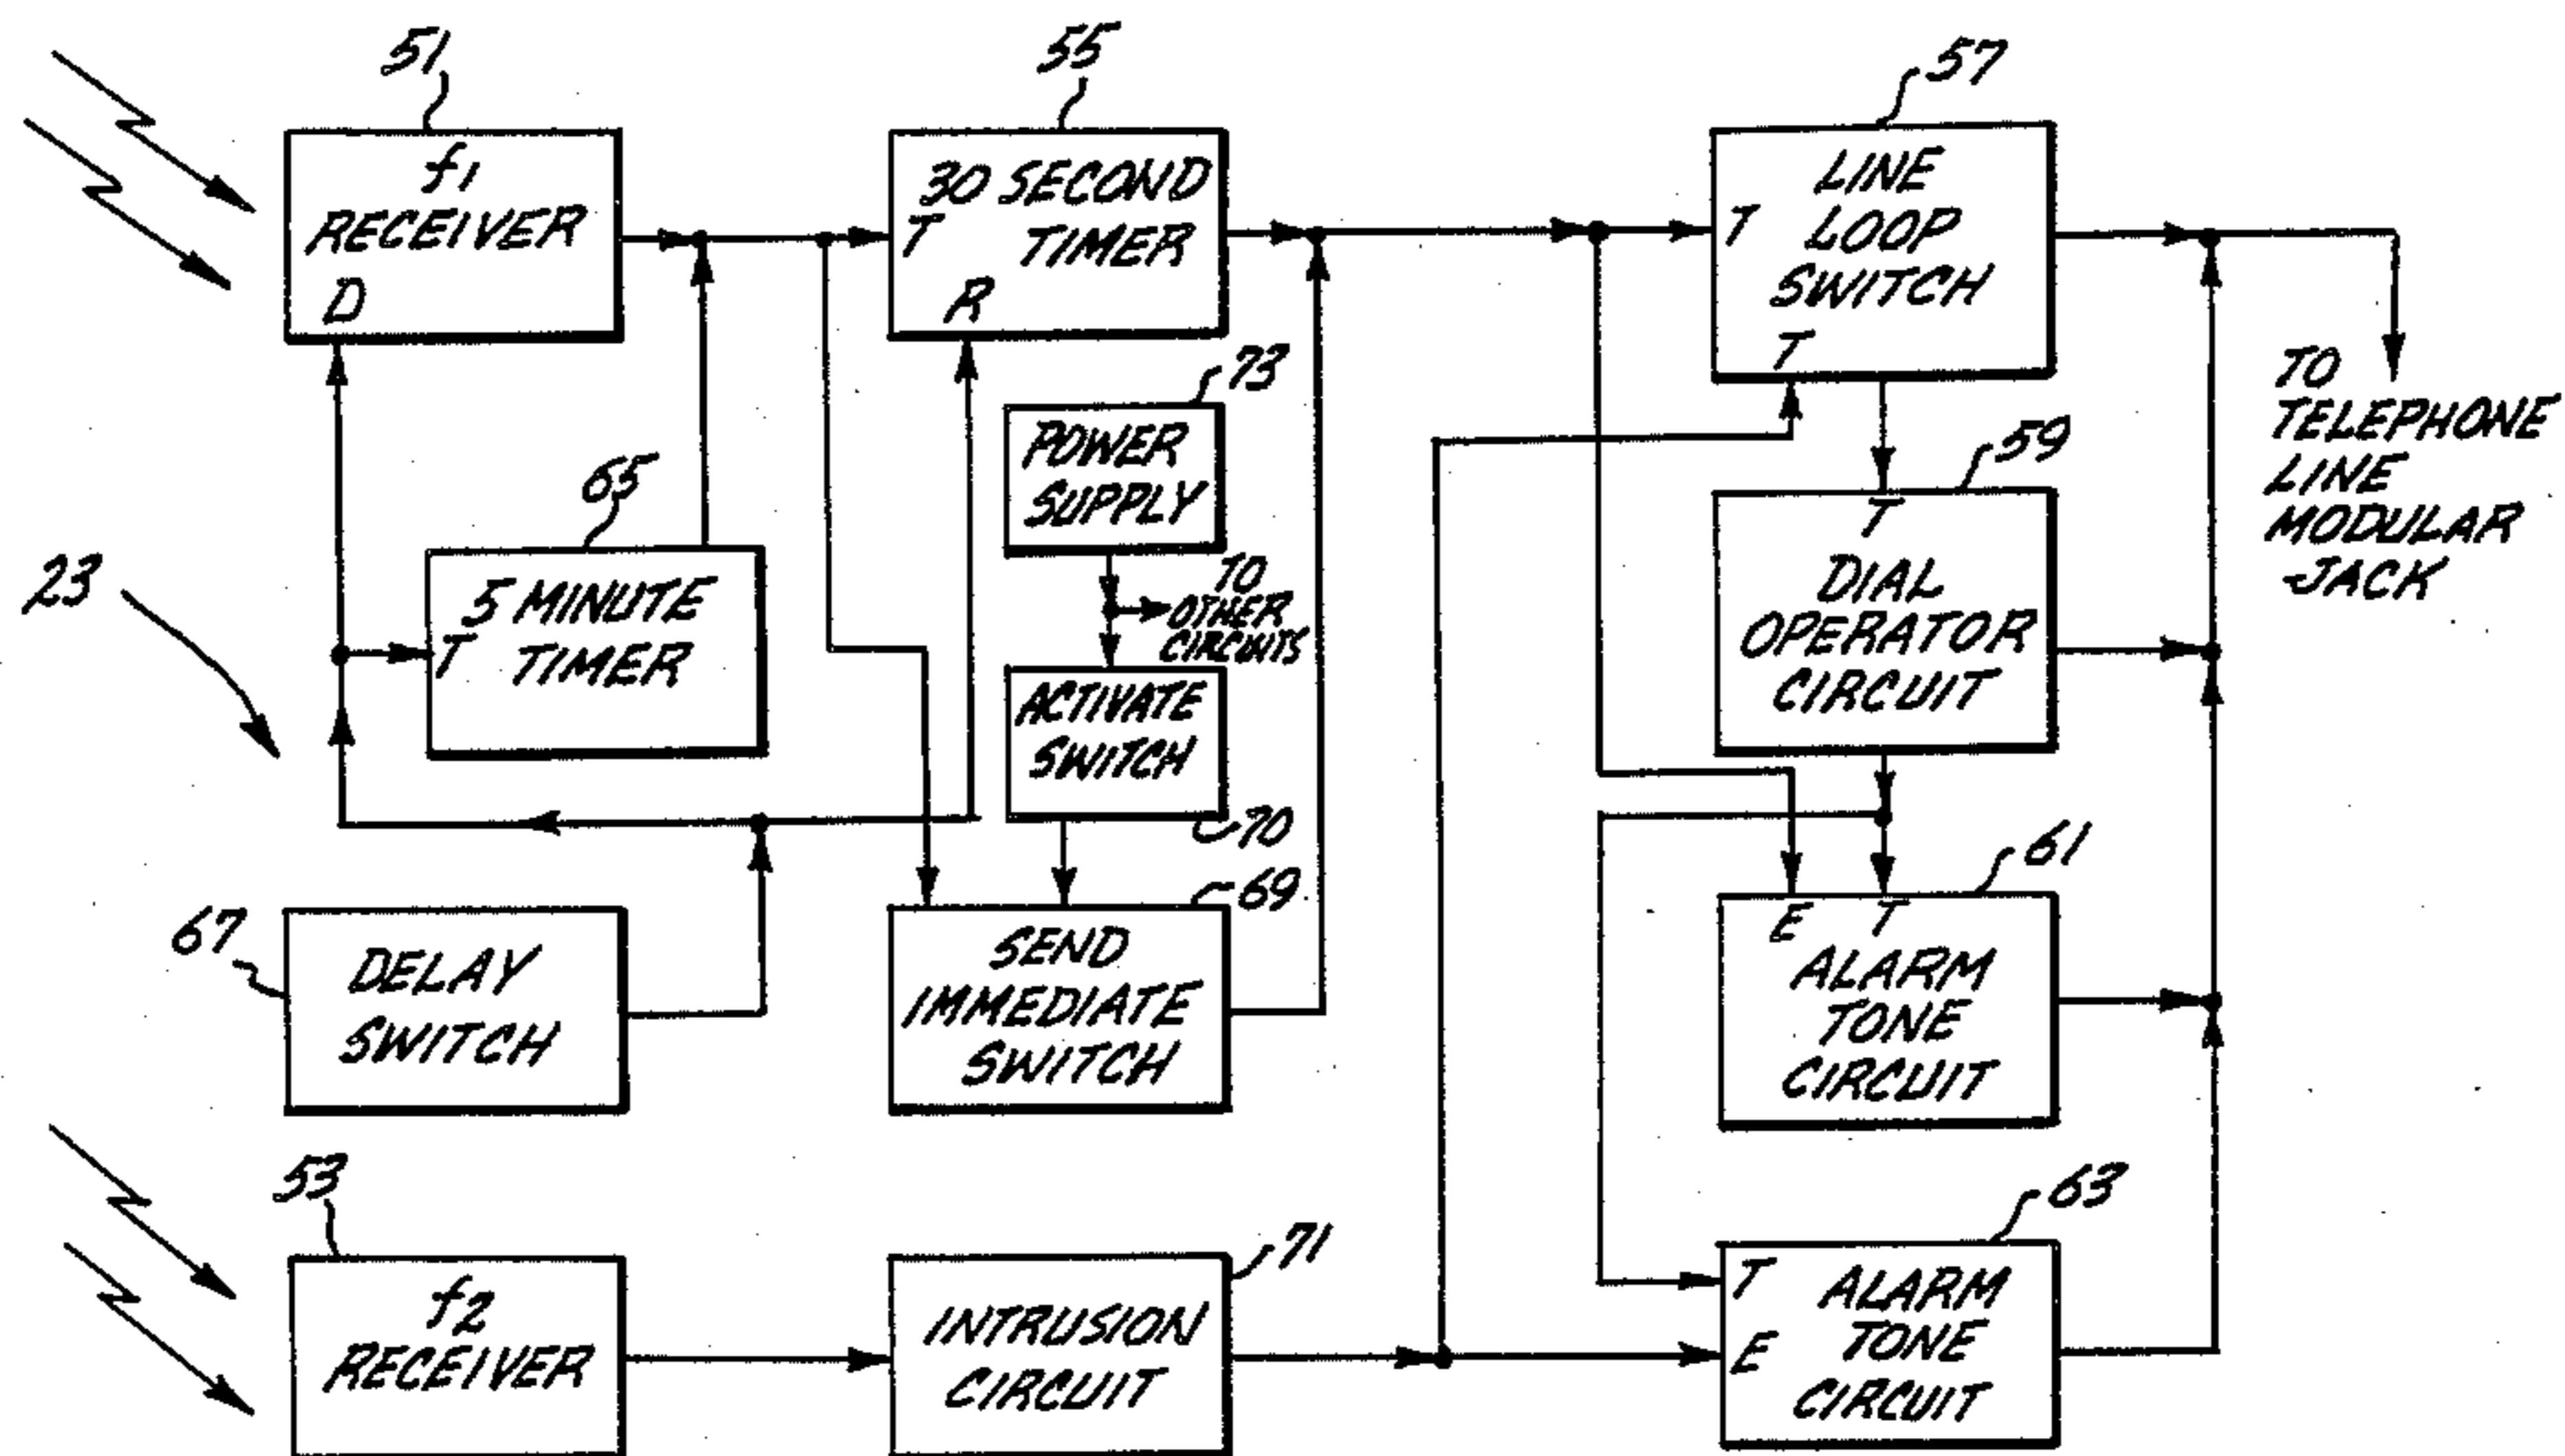 51
f1
RECEIVER
D
55
30 SECOND
T
TIMER
R
57
LINE
T
LOOP
SWITCH
T
TO
TELEPHONE
LINE
MODULAR
JACK
73
POWER
SUPPLY
TO
OTHER
CIRCUITS
65
5 MINUTE
T
TIMER
23
59
T
DIAL
OPERATOR
CIRCUIT
ACTIVATE
SWITCH
70
67
DELAY
SWITCH
69
SEND
IMMEDIATE
SWITCH
61
E T
ALARM
TONE
CIRCUIT
53
f2
RECEIVER
71
INTRUSION
CIRCUIT
63
T
ALARM
TONE
E
CIRCUIT